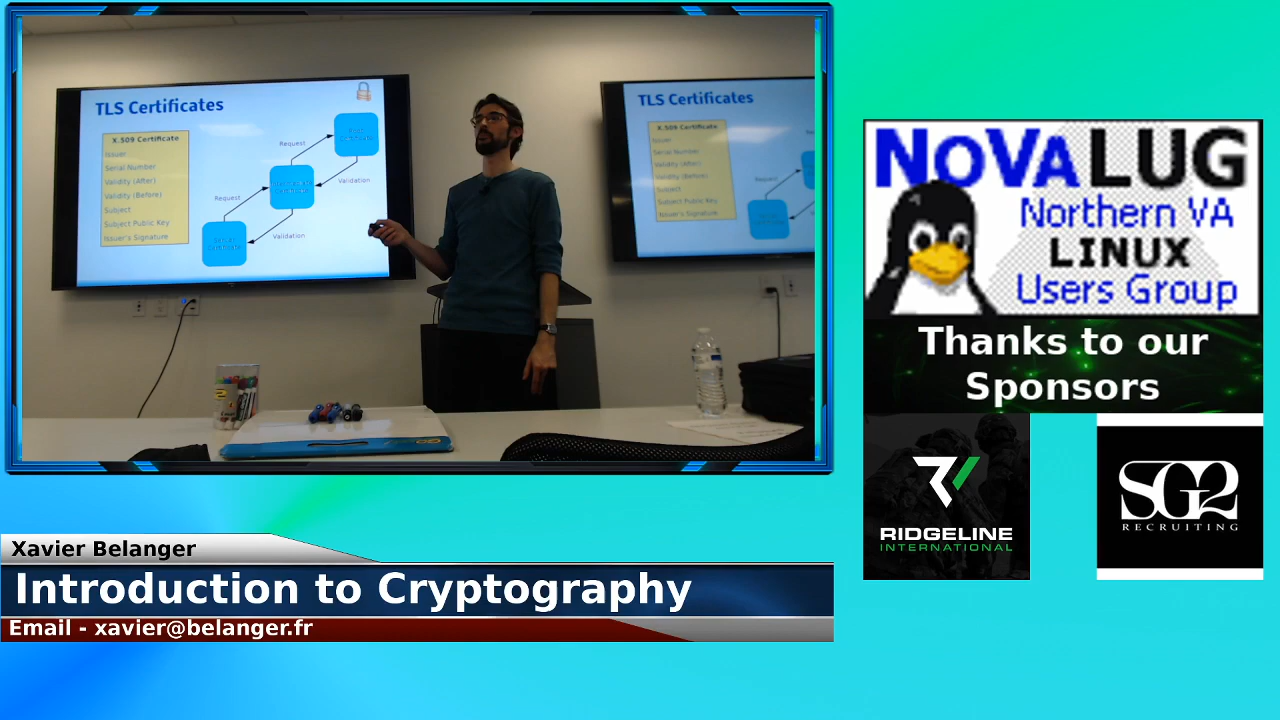 TLS Certificates
X.509 Certificate
Issuer
Serial Number
Validity (After)
Validity (Before)
Subject
Subject Public Key
Issuer's Signature
Request
Validation
Request
Validation
Certificate
TLS Certificates
X.509 Certificate
Issuer
Serial Number
Validity (After)
Validity (Before)
Subject
Subject Public Key
Issuer's Signature
Request
NOVALUG
Northern VA
LINUX
Users Group
Thanks to our
Sponsors
RIDGELINE
INTERNATIONAL
SG2
RECRUITING
Xavier Belanger
Introduction to Cryptography
Email - xavier@belanger.fr